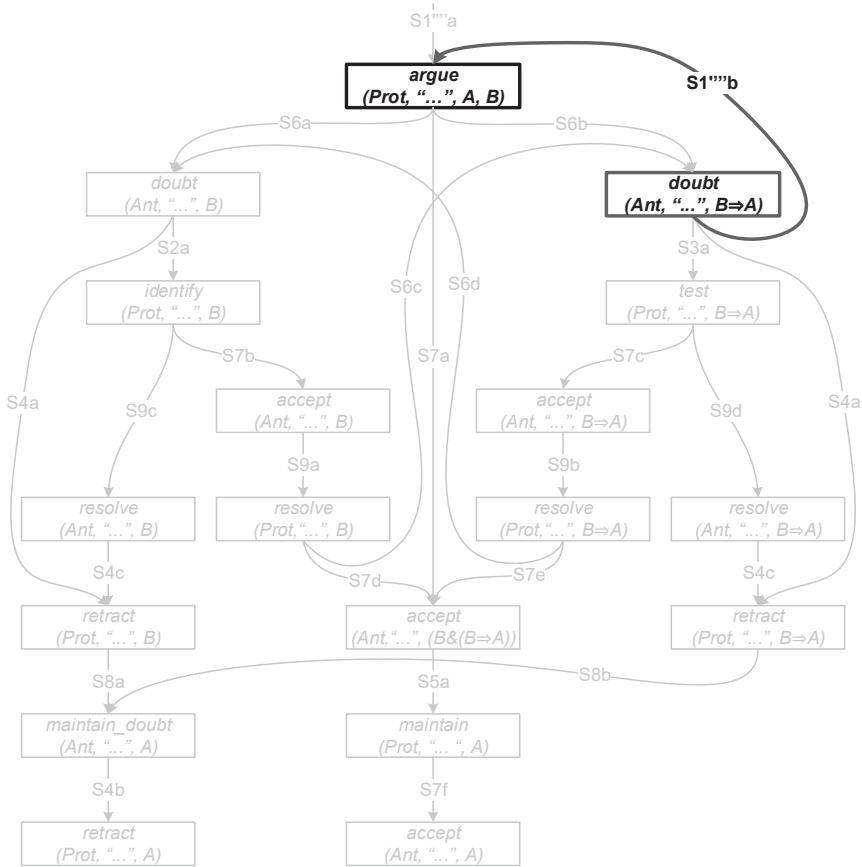 S1''''a
argue
(Prot, “...”, A, B)
S1''''b
S6a
S6b
doubt
(Ant, “...”, B)
doubt
(Ant, “...”, B⇒A)
S2a
S6c
S6d
S3a
identify
(Prot, “...”, B)
test
(Prot, “...”, B⇒A)
S7b
S7a
S7c
S4a
S9c
accept
(Ant, “...”, B)
accept
(Ant, “...”, B⇒A)
S9d
S4a
S9a
S9b
resolve
(Ant, “...”, B)
resolve
(Prot,“...”, B)
resolve
(Prot,“...”, B⇒A)
resolve
(Ant, “...”, B⇒A)
S4c
S7d
S7e
S4c
retract
(Prot, “...”, B)
accept
(Ant,“...”, (B&(B⇒A))
retract
(Prot, “...”, B⇒A)
S8a
S5a
S8b
maintain_doubt
(Ant, “...”, A)
maintain
(Prot, “... “, A)
S4b
S7f
retract
(Prot, “...”, A)
accept
(Ant, “...”, A)